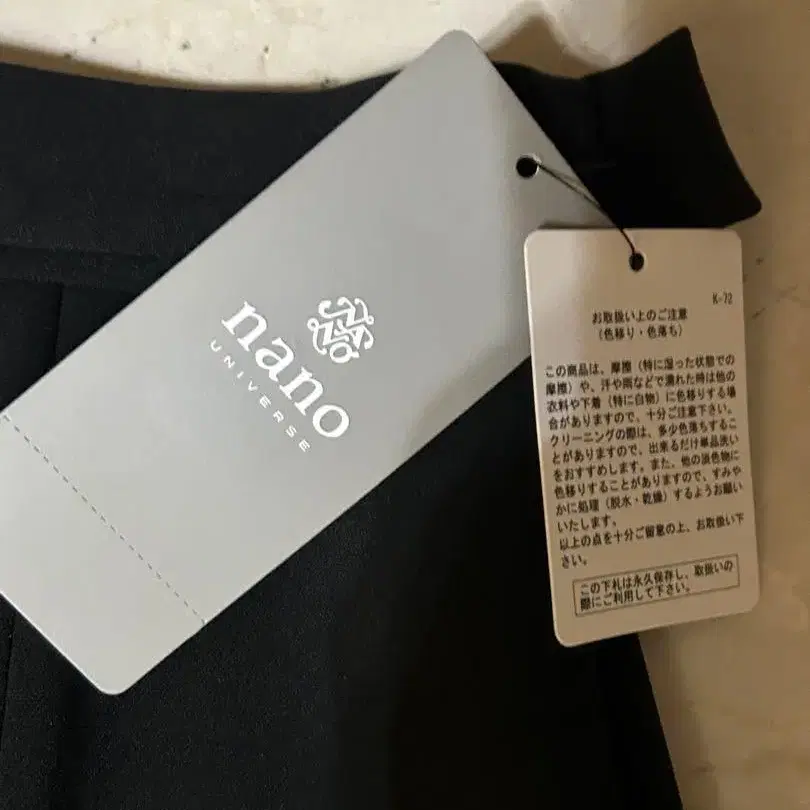 nano
UNIVERSE
K-72
お取扱い上のご注意
(色移り・色落ち)
この商品は、摩擦（特に湿った状態での
摩擦）や、汗や雨などで濡れた時は他の
衣料や下着（特に白物）に色移りする場
合がありますので、十分ご注意下さい。
クリーニングの際は、多少色落ちするこ
とがありますので、出来るだけ単品洗い
をおすすめします。また、他の淡色物に
色移りすることがありますので、すみや
かに処理（脱水・乾燥）するようお願い
いたします。
以上の点を十分ご留意の上、お取扱い下
さい。
この下札は永久保存し、取扱いの
際にご利用して下さい。